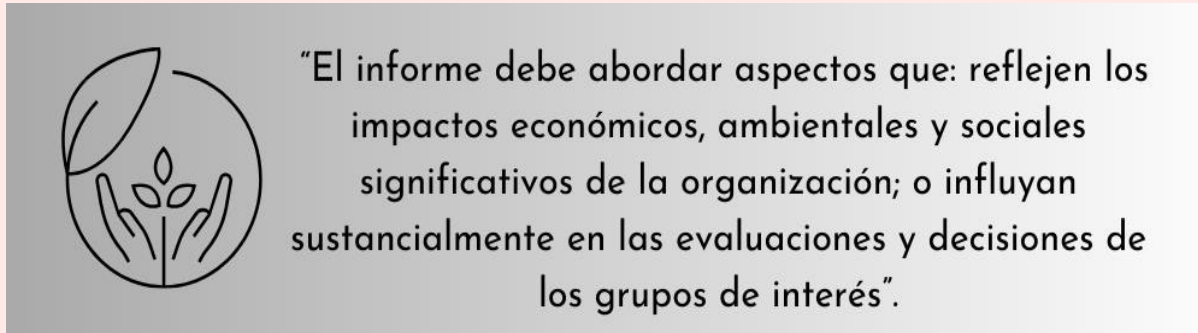 “El informe debe abordar aspectos que: reflejen los
impactos económicos, ambientales y sociales
significativos de la organización; o influyan
sustancialmente en las evaluaciones y decisiones de
los grupos de interés”.